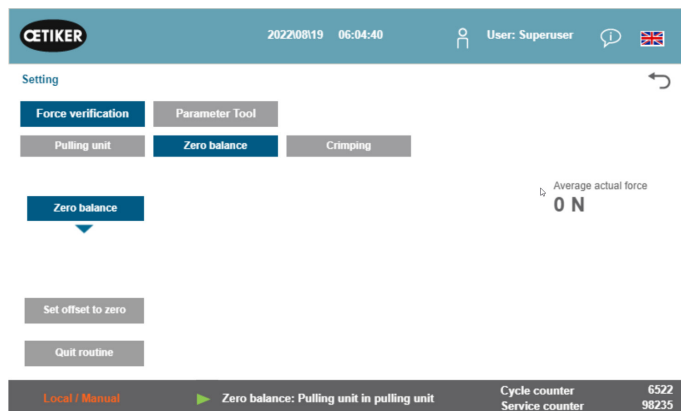 OETIKER
2022\08\19 06:04:40
User: Superuser
Setting
Force verification Parameter Tool
Pulling unit Zero balance Crimping
Average actual force
0 N
Zero balance
Set offset to zero
Quit routine
Local / Manual Zero balance: Pulling unit in pulling unit Cycle counter 6522
Service counter 98235